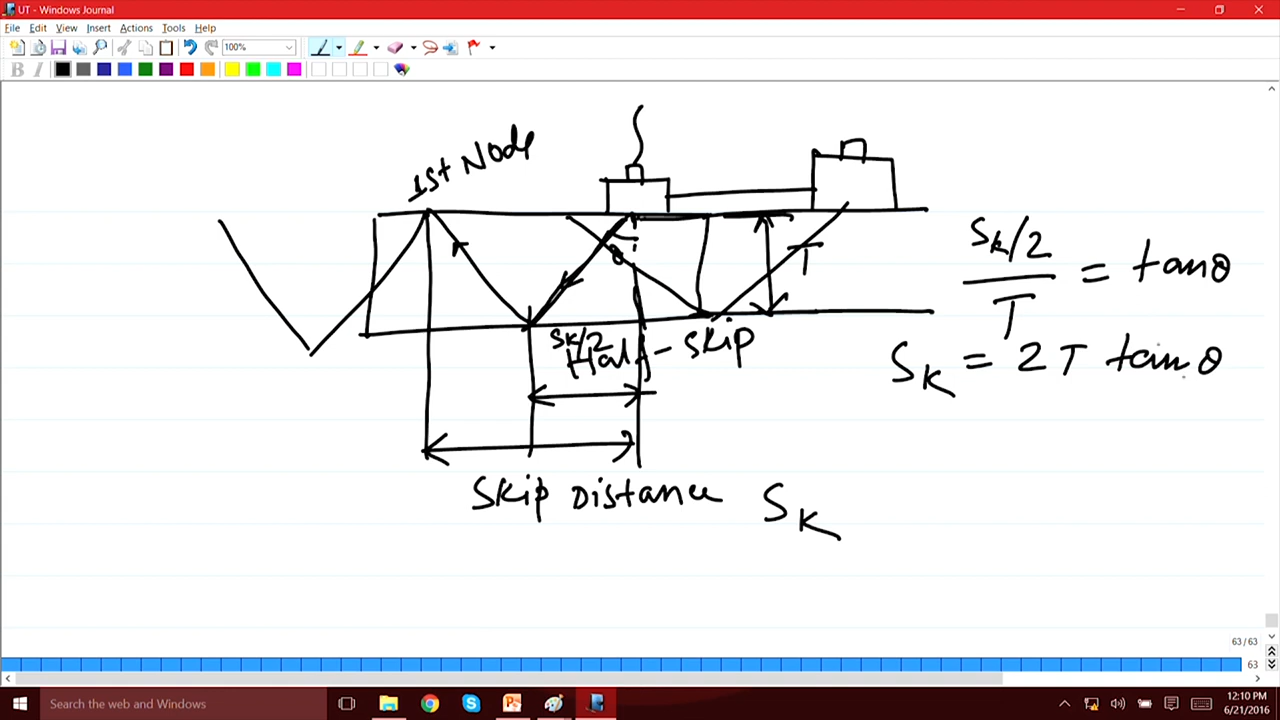 UT - Windows Journal
File Edit View Insert Actions Tools Help
100%
B I
1st Node
θ
T
Sk/2
Half-Skip
Skip Distance SK
Sk/2
T
= tanθ
SK = 2T tanθ
63/63
63
Search the web and Windows
12:10 PM
6/21/2016